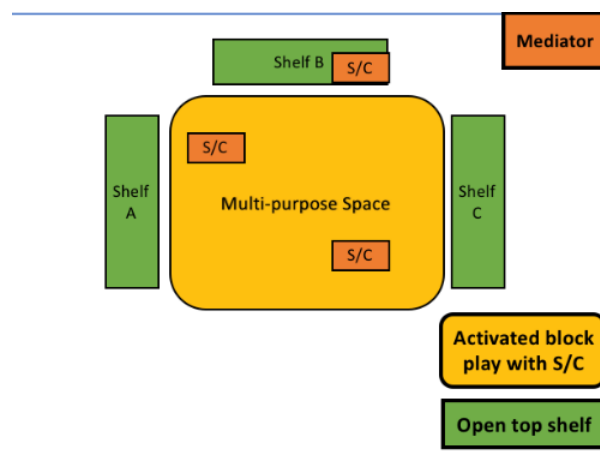 Mediator
Shelf B
S/C
S/C
Shelf
A
Multi-purpose Space
Shelf
C
S/C
Activated block
play with S/C
Open top shelf